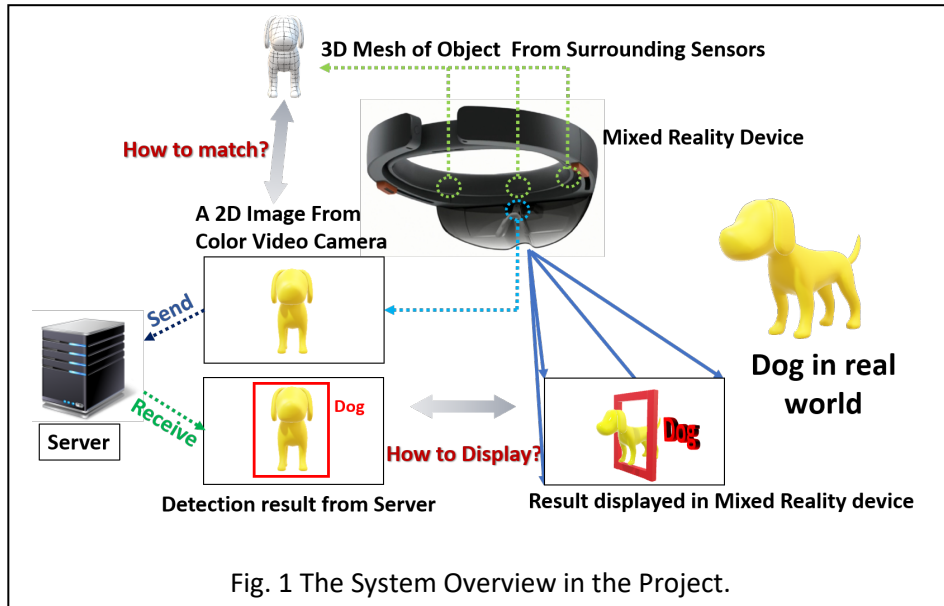 3D Mesh of Object From Surrounding Sensors
How to match?
Mixed Reality Device
A 2D Image From
Color Video Camera
Send
Receive
Server
Dog
How to Display?
Dog
Dog in real
world
Detection result from Server
Result displayed in Mixed Reality device
Fig. 1 The System Overview in the Project.